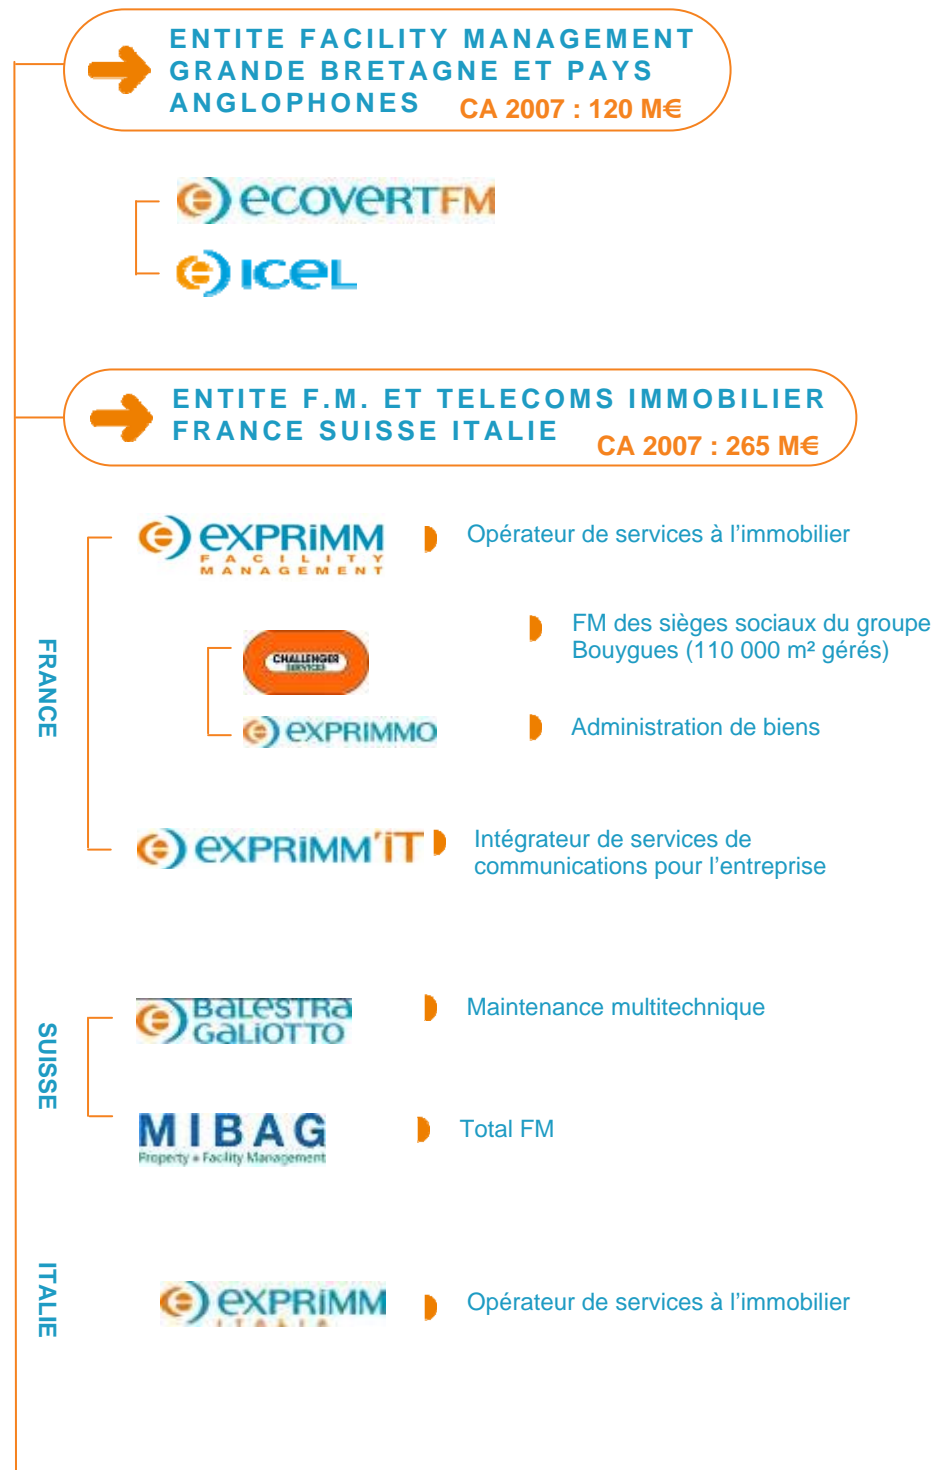 ENTITE FACILITY MANAGEMENT
GRANDE BRETAGNE ET PAYS
ANGLOPHONES CA 2007 : 120 M€
ecovertFM
ICEL
ENTITE F.M. ET TELECOMS IMMOBILIER
FRANCE SUISSE ITALIE CA 2007 : 265 M€
FRANCE
EXPRiMM
FACILITY
MANAGEMENT
Opérateur de services à l’immobilier
CHALLENGER
SERVICES
FM des sièges sociaux du groupe
Bouygues (110 000 m² gérés)
EXPRIMMO
Administration de biens
EXPRiMM'iT
Intégrateur de services de
communications pour l’entreprise
SUISSE
BaLESTRa
GaLiOTTO
Maintenance multitechnique
MIBAG
Property + Facility Management
Total FM
ITALIE
EXPRiMM
ITALIA
Opérateur de services à l’immobilier